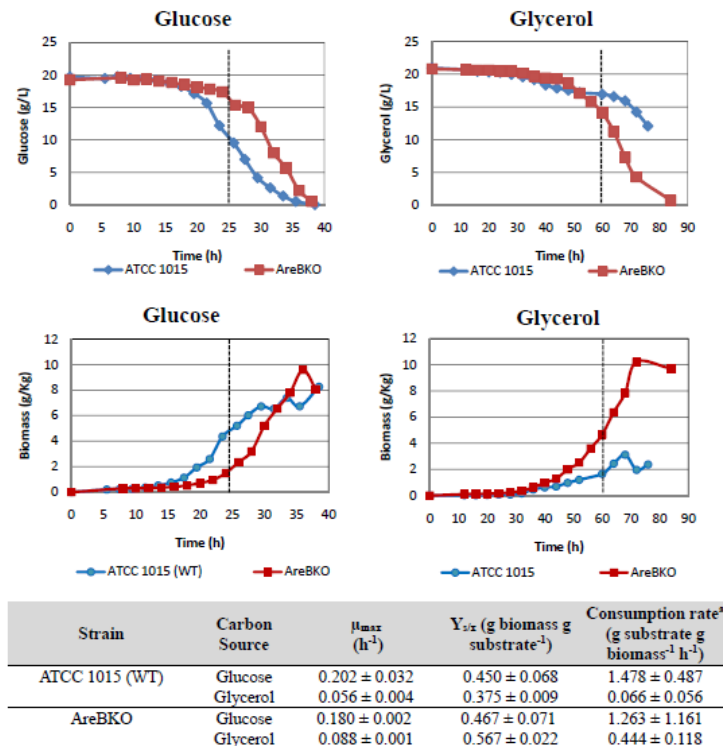 Glucose
Glycerol
25
20
15
10
5
0
Glucose (g/L)
0 5 10 15 20 25 30 35 40
Time (h)
ATCC 1015 AreBKO
25
20
15
10
5
0
Glycerol (g/L)
0 10 20 30 40 50 60 70 80 90
Time (h)
ATCC 1015 AreBKO
Glucose
Glycerol
12
10
8
6
4
2
0
Biomass (g/Kg)
0 5 10 15 20 25 30 35 40
Time (h)
ATCC 1015 (WT) AreBKO
12
10
8
6
4
2
0
Biomass (g/Kg)
0 10 20 30 40 50 60 70 80 90
Time (h)
ATCC 1015 AreBKO
Strain Carbon Source μmax (h⁻¹) Ys/x (g biomass g substrate⁻¹) Consumption rateᵃ (g substrate g biomass⁻¹ h⁻¹)
ATCC 1015 (WT) Glucose 0.202 ± 0.032 0.450 ± 0.068 1.478 ± 0.487
Glycerol 0.056 ± 0.004 0.375 ± 0.009 0.066 ± 0.056
AreBKO Glucose 0.180 ± 0.002 0.467 ± 0.071 1.263 ± 1.161
Glycerol 0.088 ± 0.001 0.567 ± 0.022 0.444 ± 0.118